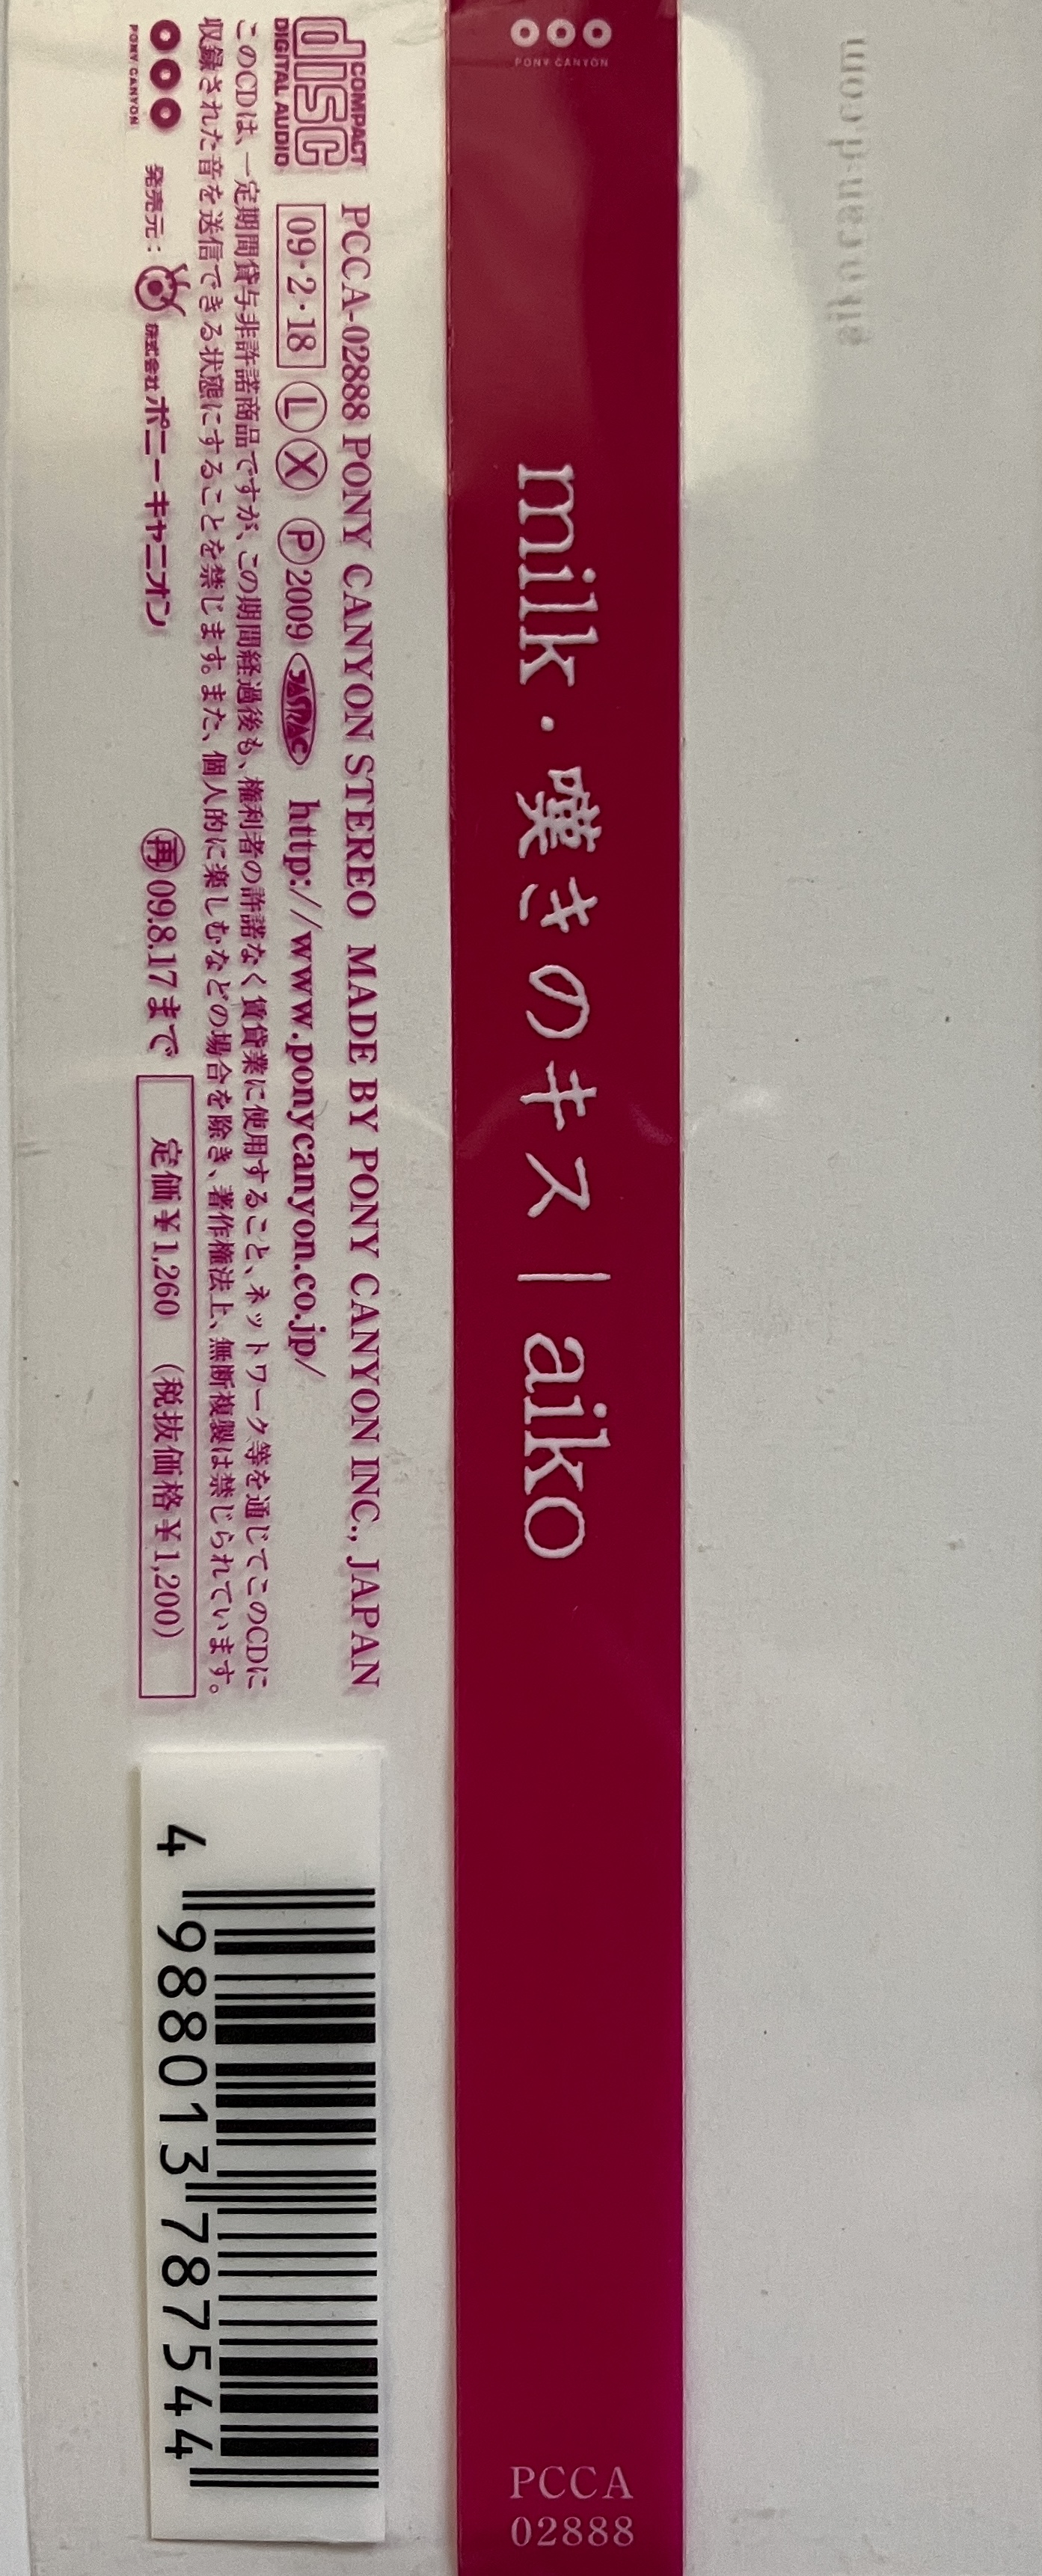 PONY CANYON
milk・嘆きのキス | aiko
PCCA
02888
COMPACT
disc
DIGITAL AUDIO
PCCA-02888 PONY CANYON STEREO MADE BY PONY CANYON INC., JAPAN
09・2・18 Ⓛ Ⓧ Ⓟ2009 JASRAC http://www.ponycanyon.co.jp/
このCDは、一定期間貸与非許諾商品ですが、この期間経過後も、権利者の許諾なく賃貸業に使用すること、ネットワーク等を通じてこのCDに
収録された音を送信できる状態にすることを禁じます。また、個人的に楽しむなどの場合を除き、著作権法上、無断複製は禁じられています。
PONY CANYON
発売元: 株式会社ポニーキャニオン
再 09.8.17まで 定価¥1,260 (税抜価格¥1,200)
4 988013 787544